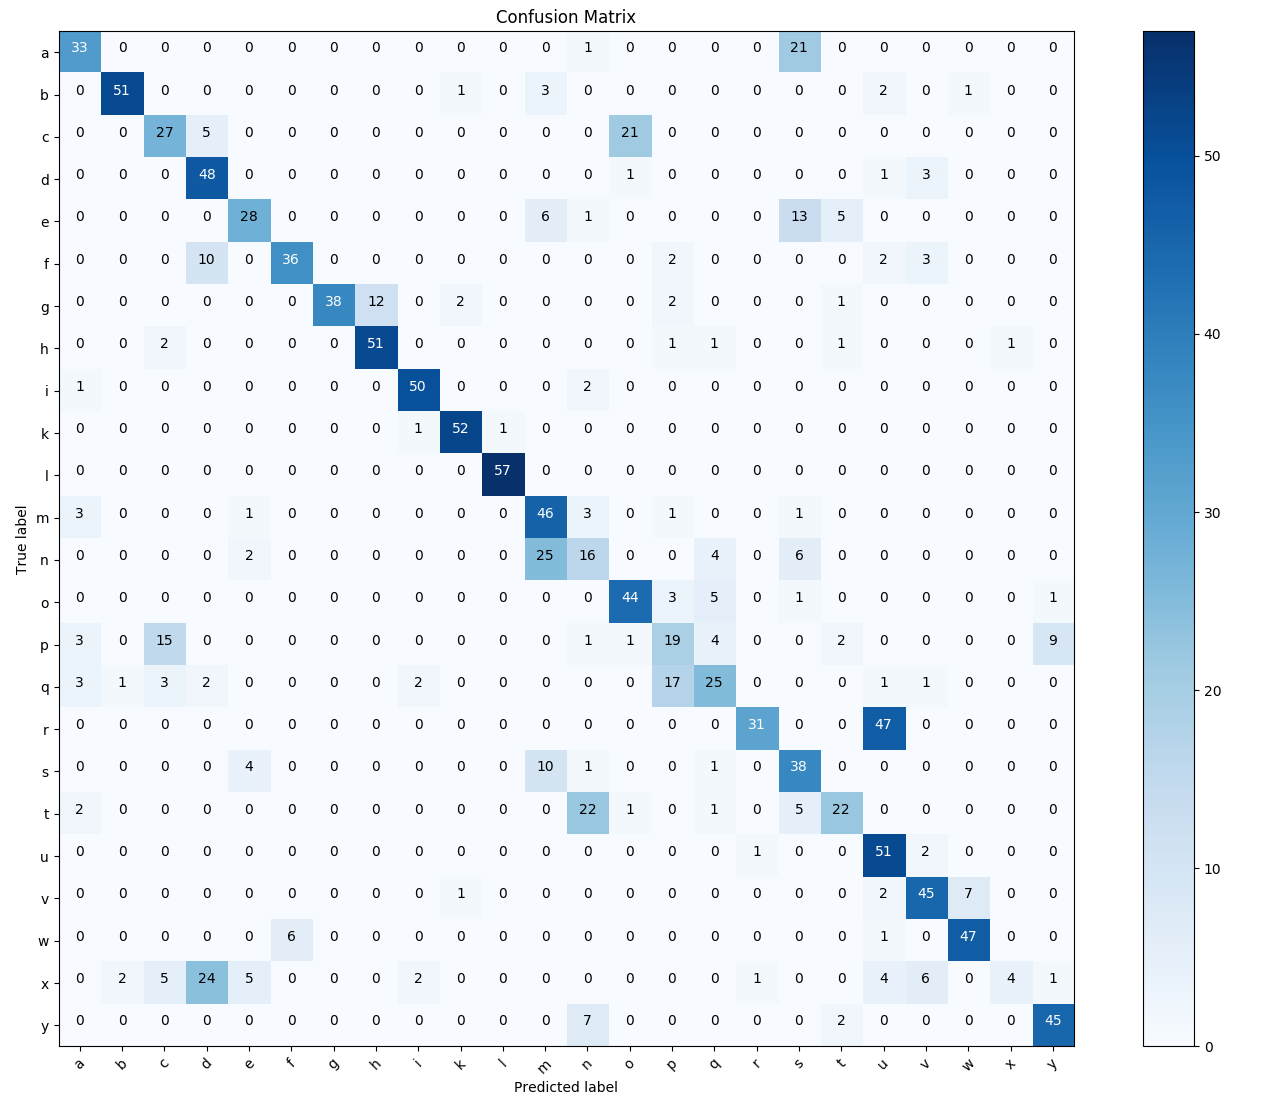 Confusion Matrix
a 33 0 0 0 0 0 0 0 0 0 0 0 1 0 0 0 0 21 0 0 0 0 0 0
b 0 51 0 0 0 0 0 0 0 1 0 3 0 0 0 0 0 0 0 2 0 1 0 0
c 0 0 27 5 0 0 0 0 0 0 0 0 0 21 0 0 0 0 0 0 0 0 0 0
d 0 0 0 48 0 0 0 0 0 0 0 0 0 1 0 0 0 0 0 1 3 0 0 0
e 0 0 0 0 28 0 0 0 0 0 0 6 1 0 0 0 0 13 5 0 0 0 0 0
f 0 0 0 10 0 36 0 0 0 0 0 0 0 0 2 0 0 0 0 2 3 0 0 0
g 0 0 0 0 0 0 38 12 0 2 0 0 0 0 2 0 0 0 1 0 0 0 0 0
h 0 0 2 0 0 0 0 51 0 0 0 0 0 0 1 1 0 0 1 0 0 0 1 0
i 1 0 0 0 0 0 0 0 50 0 0 0 2 0 0 0 0 0 0 0 0 0 0 0
k 0 0 0 0 0 0 0 0 1 52 1 0 0 0 0 0 0 0 0 0 0 0 0 0
l 0 0 0 0 0 0 0 0 0 0 57 0 0 0 0 0 0 0 0 0 0 0 0 0
m 3 0 0 0 1 0 0 0 0 0 0 46 3 0 1 0 0 1 0 0 0 0 0 0
n 0 0 0 0 2 0 0 0 0 0 0 25 16 0 0 4 0 6 0 0 0 0 0 0
o 0 0 0 0 0 0 0 0 0 0 0 0 0 44 3 5 0 1 0 0 0 0 0 1
p 3 0 15 0 0 0 0 0 0 0 0 0 1 1 19 4 0 0 2 0 0 0 0 9
q 3 1 3 2 0 0 0 0 2 0 0 0 0 0 17 25 0 0 0 1 1 0 0 0
r 0 0 0 0 0 0 0 0 0 0 0 0 0 0 0 0 31 0 0 47 0 0 0 0
s 0 0 0 0 4 0 0 0 0 0 0 10 1 0 0 1 0 38 0 0 0 0 0 0
t 2 0 0 0 0 0 0 0 0 0 0 0 22 1 0 1 0 5 22 0 0 0 0 0
u 0 0 0 0 0 0 0 0 0 0 0 0 0 0 0 0 1 0 0 51 2 0 0 0
v 0 0 0 0 0 0 0 0 0 1 0 0 0 0 0 0 0 0 0 2 45 7 0 0
w 0 0 0 0 0 6 0 0 0 0 0 0 0 0 0 0 0 0 0 1 0 47 0 0
x 0 2 5 24 5 0 0 0 2 0 0 0 0 0 0 0 1 0 0 4 6 0 4 1
y 0 0 0 0 0 0 0 0 0 0 0 0 7 0 0 0 0 0 2 0 0 0 0 45
a b c d e f g h i k l m n o p q r s t u v w x y
Predicted label
True label
50
40
30
20
10
0